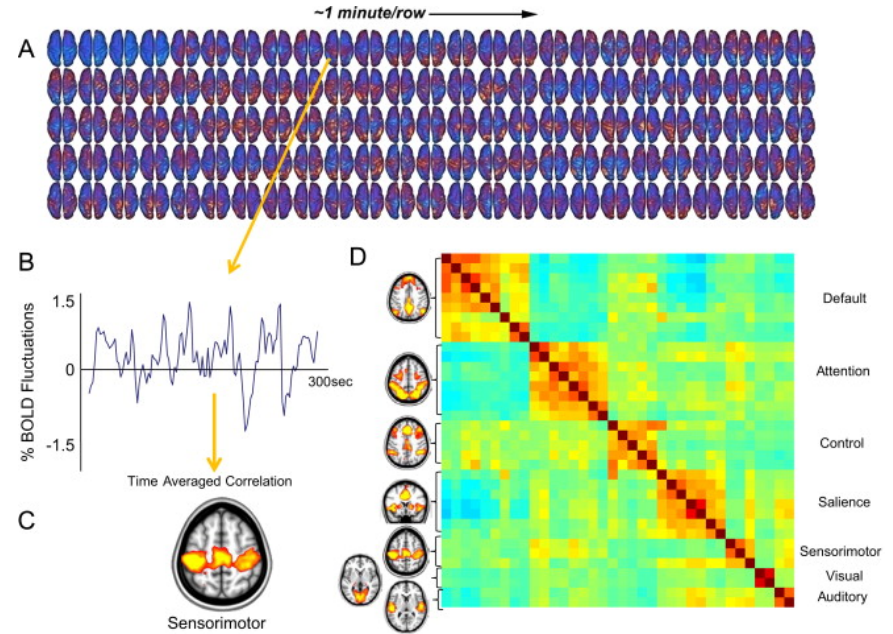 ~1 minute/row
A
B
% BOLD Fluctuations
1.5
0
-1.5
300sec
Time Averaged Correlation
C
Sensorimotor
D
Default
Attention
Control
Salience
Sensorimotor
Visual
Auditory